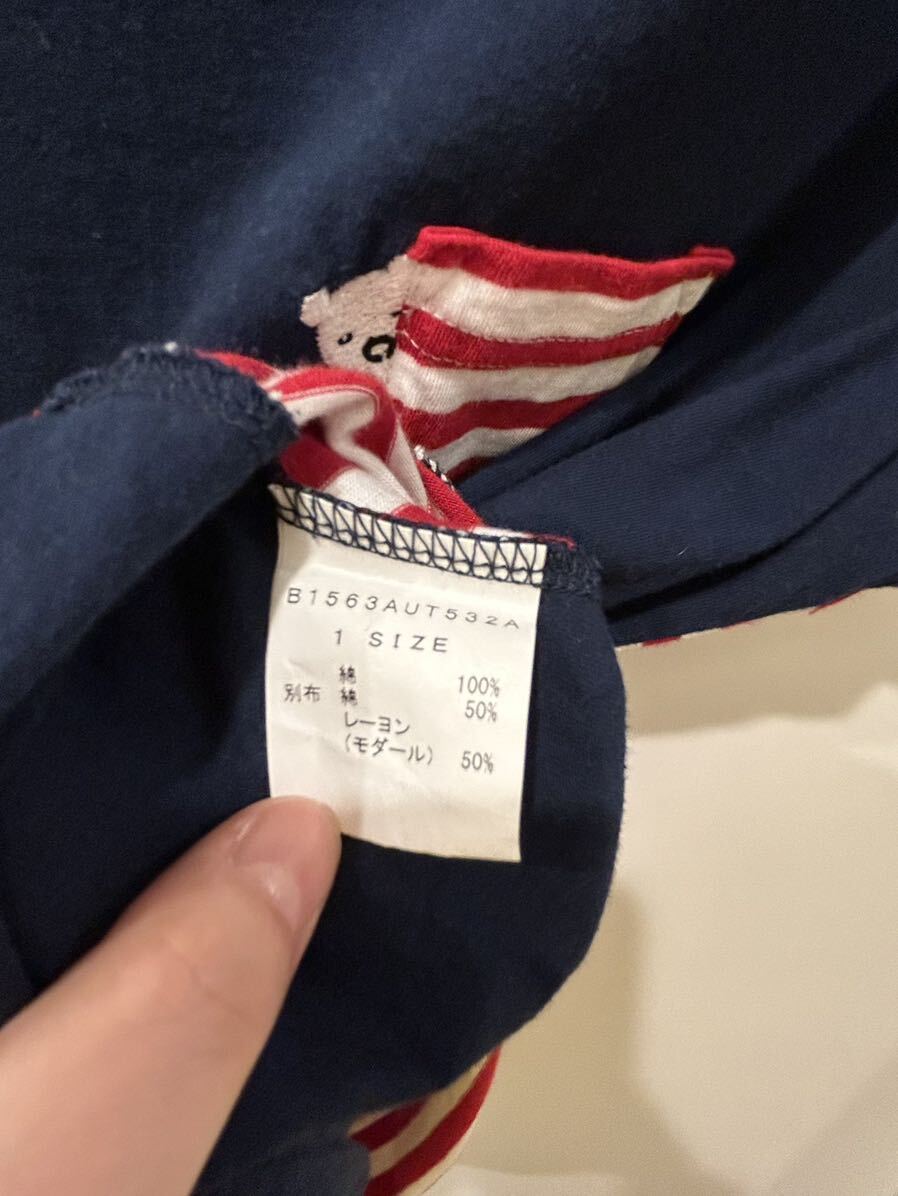 B1563AUT532A
1 SIZE
綿 100%
別布 綿 50%
レーヨン
(モダール) 50%